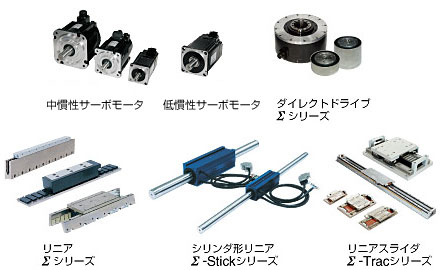 中慣性サーボモータ
低慣性サーボモータ
ダイレクトドライブ
Σシリーズ
リニア
Σシリーズ
シリンダ形リニア
Σ-Stickシリーズ
リニアスライダ
Σ-Tracシリーズ